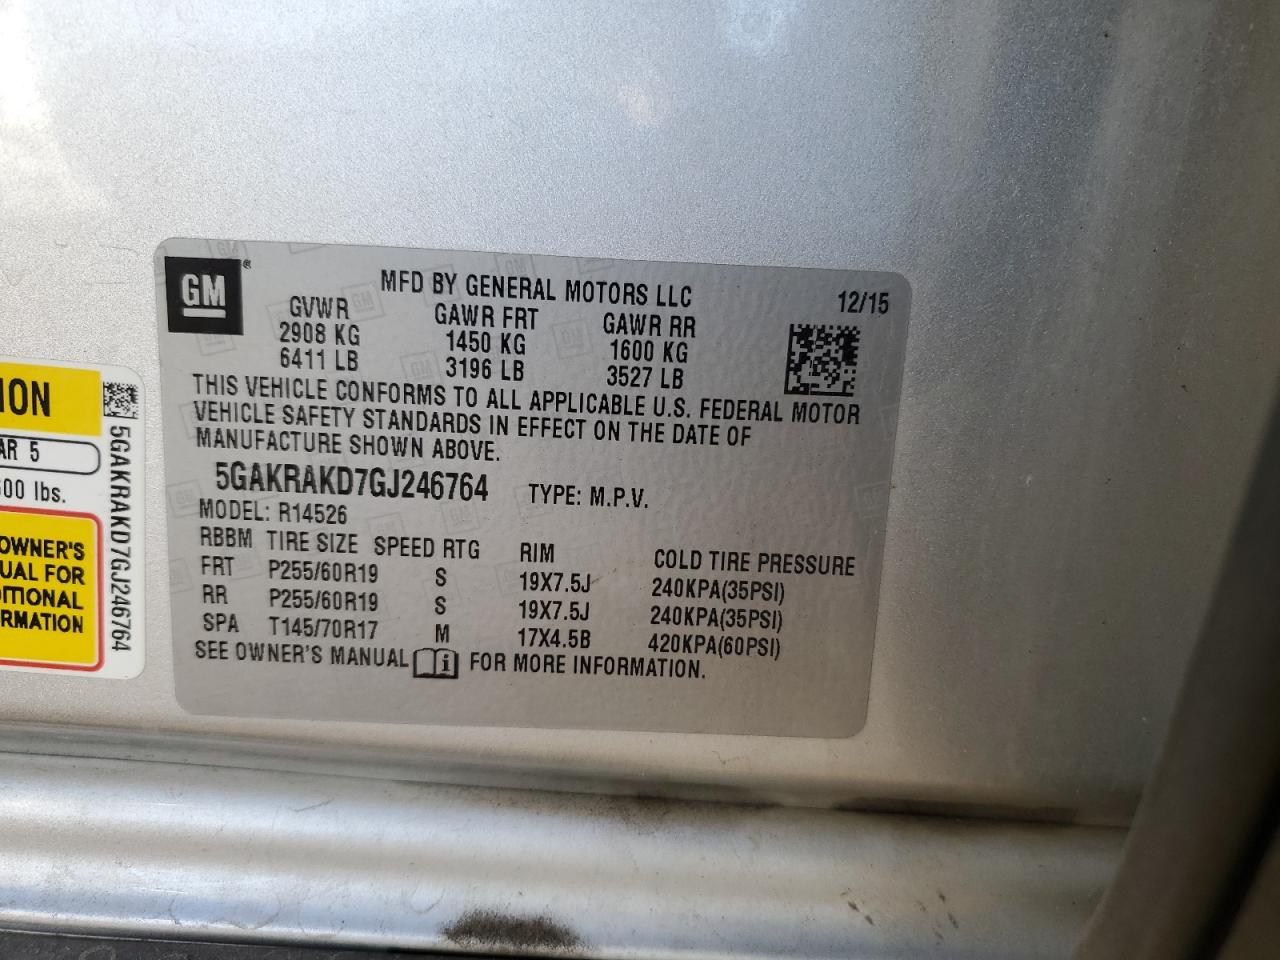 GM®
MFD BY GENERAL MOTORS LLC 12/15
GVWR GAWR FRT GAWR RR
2908 KG 1450 KG 1600 KG
6411 LB 3196 LB 3527 LB
THIS VEHICLE CONFORMS TO ALL APPLICABLE U.S. FEDERAL MOTOR
VEHICLE SAFETY STANDARDS IN EFFECT ON THE DATE OF
MANUFACTURE SHOWN ABOVE.
5GAKRAKD7GJ246764 TYPE: M.P.V.
MODEL: R14526
RBBM TIRE SIZE SPEED RTG RIM COLD TIRE PRESSURE
FRT P255/60R19 S 19X7.5J 240KPA(35PSI)
RR P255/60R19 S 19X7.5J 240KPA(35PSI)
SPA T145/70R17 M 17X4.5B 420KPA(60PSI)
SEE OWNER'S MANUAL i FOR MORE INFORMATION.
ION
AR 5
600 lbs.
OWNER'S
UAL FOR
DITIONAL
RMATION
5GAKRAKD7GJ246764